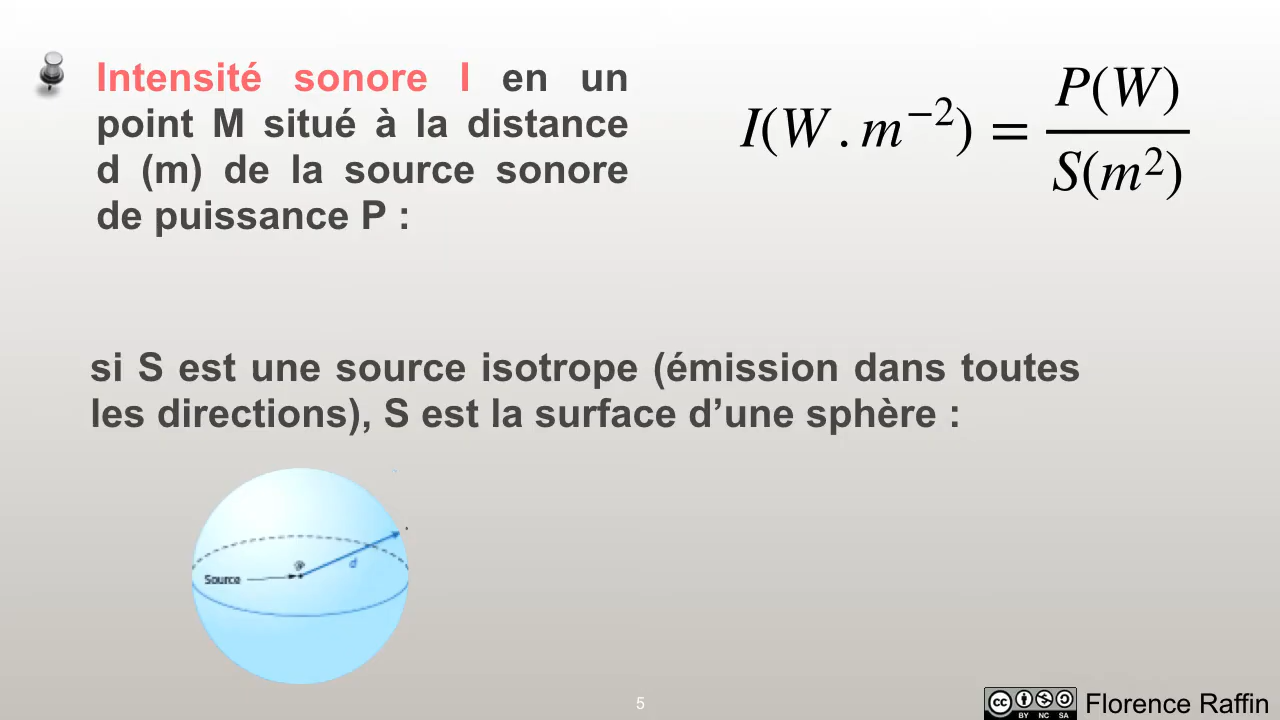 Intensité sonore I en un
point M situé à la distance
d (m) de la source sonore
de puissance P :
I(W . m⁻²) = P(W) / S(m²)
si S est une source isotrope (émission dans toutes
les directions), S est la surface d’une sphère :
Source
d
5
cc BY NC SA
Florence Raffin